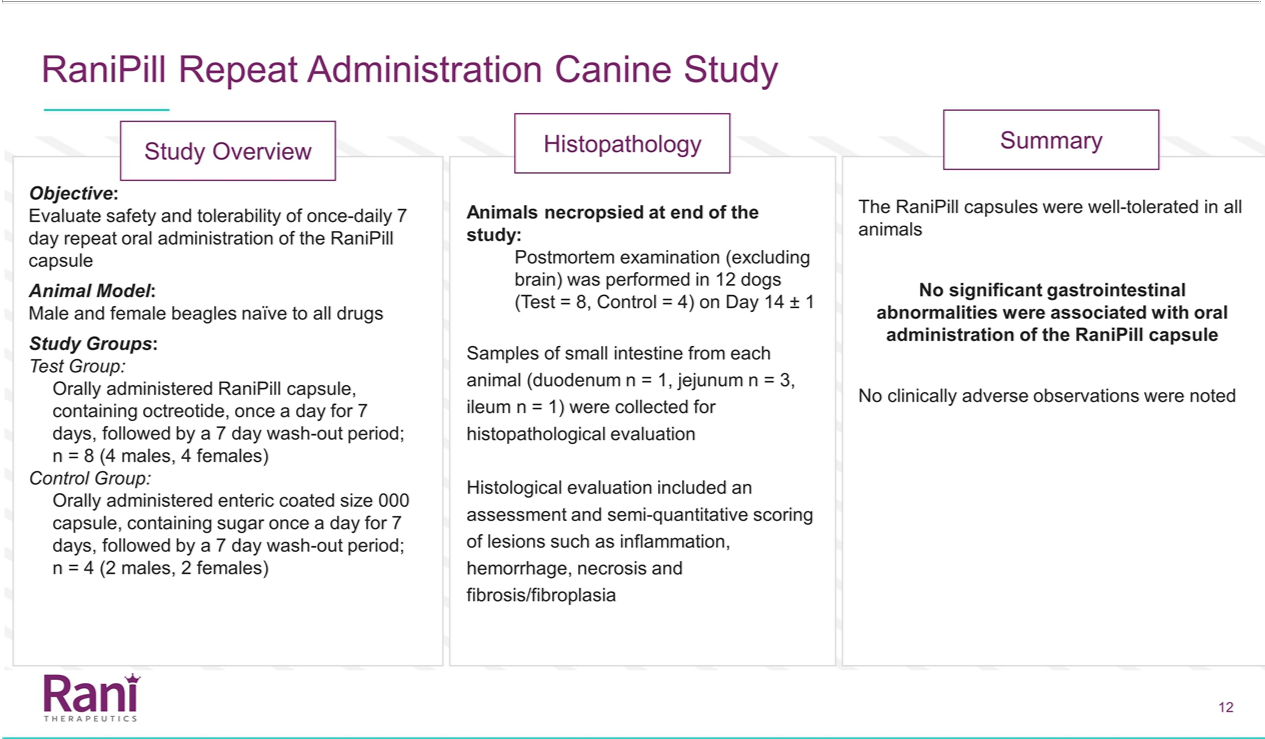 RaniPill Repeat Administration Canine Study
Study Overview
Objective:
Evaluate safety and tolerability of once-daily 7
day repeat oral administration of the RaniPill
capsule
Animal Model:
Male and female beagles naïve to all drugs
Study Groups:
Test Group:
Orally administered RaniPill capsule,
containing octreotide, once a day for 7
days, followed by a 7 day wash-out period;
n = 8 (4 males, 4 females)
Control Group:
Orally administered enteric coated size 000
capsule, containing sugar once a day for 7
days, followed by a 7 day wash-out period;
n = 4 (2 males, 2 females)
Histopathology
Animals necropsied at end of the
study:
Postmortem examination (excluding
brain) was performed in 12 dogs
(Test = 8, Control = 4) on Day 14 ± 1
Samples of small intestine from each
animal (duodenum n = 1, jejunum n = 3,
ileum n = 1) were collected for
histopathological evaluation
Histological evaluation included an
assessment and semi-quantitative scoring
of lesions such as inflammation,
hemorrhage, necrosis and
fibrosis/fibroplasia
Summary
The RaniPill capsules were well-tolerated in all
animals
No significant gastrointestinal
abnormalities were associated with oral
administration of the RaniPill capsule
No clinically adverse observations were noted
Rani
THERAPEUTICS
12